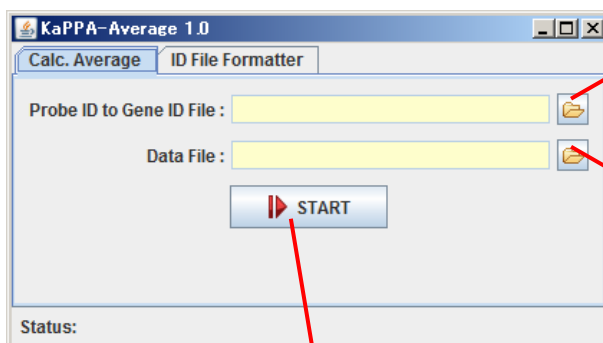 KaPPA-Average 1.0
Calc. Average ID File Formatter
Probe ID to Gene ID File :
Data File :
START
Status: